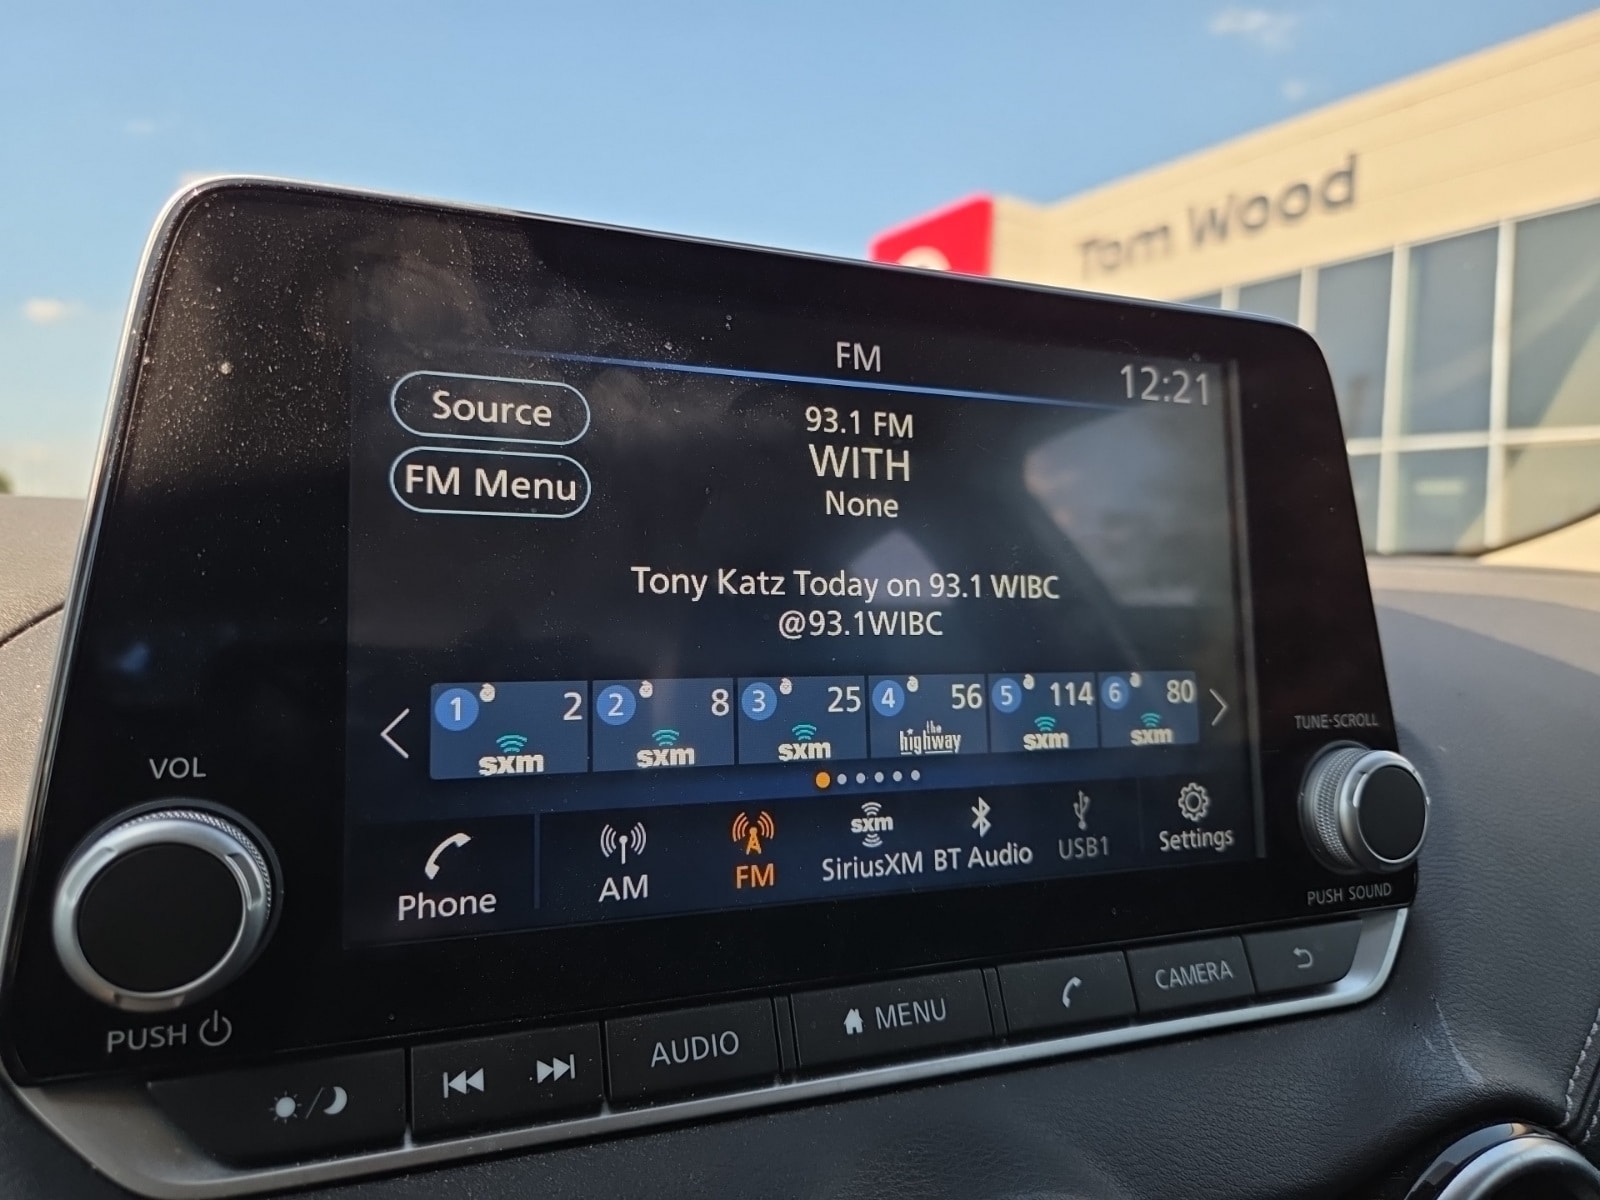 Tom Wood
FM
12:21
Source
93.1 FM
WITH
FM Menu
None
Tony Katz Today on 93.1 WIBC
@93.1WIBC
1 2 sxm
2 8 sxm
3 25 sxm
4 56 the highway
5 114 sxm
6 80 sxm
TUNE·SCROLL
VOL
Phone
AM
FM
sxm
SiriusXM
BT Audio
USB1
Settings
PUSH SOUND
PUSH
AUDIO
MENU
CAMERA